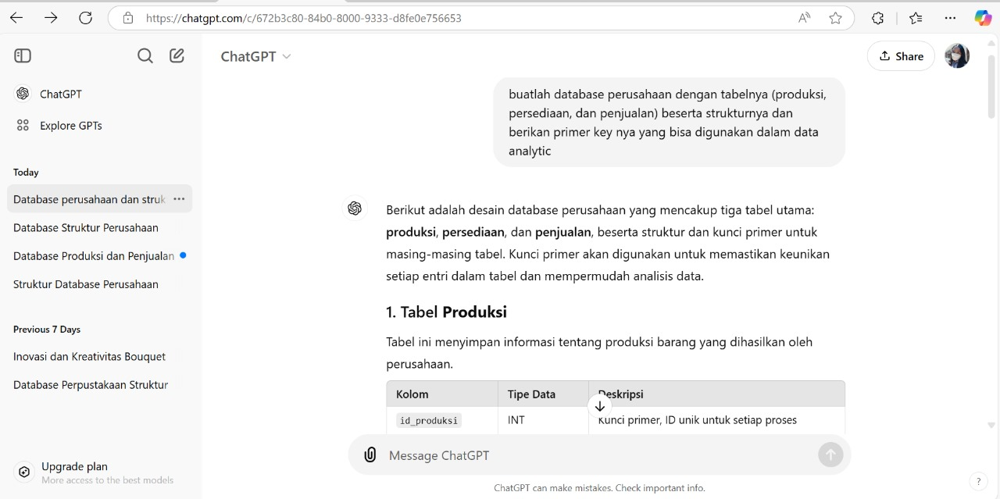 https://chatgpt.com/c/672b3c80-84b0-8000-9333-d8fe0e756653
ChatGPT
Share
ChatGPT
Explore GPTs
Today
Database perusahaan dan struk
Database Struktur Perusahaan
Database Produksi dan Penjualan
Struktur Database Perusahaan
Previous 7 Days
Inovasi dan Kreativitas Bouquet
Database Perpustakaan Struktur
Upgrade plan
More access to the best models
buatlah database perusahaan dengan tabelnya (produksi,
persediaan, dan penjualan) beserta strukturnya dan
berikan primer key nya yang bisa digunakan dalam data
analytic
Berikut adalah desain database perusahaan yang mencakup tiga tabel utama:
produksi, persediaan, dan penjualan, beserta struktur dan kunci primer untuk
masing-masing tabel. Kunci primer akan digunakan untuk memastikan keunikan
setiap entri dalam tabel dan mempermudah analisis data.
1. Tabel Produksi
Tabel ini menyimpan informasi tentang produksi barang yang dihasilkan oleh
perusahaan.
Kolom Tipe Data Deskripsi
id_produksi INT Kunci primer, ID unik untuk setiap proses
Message ChatGPT
ChatGPT can make mistakes. Check important info.
?